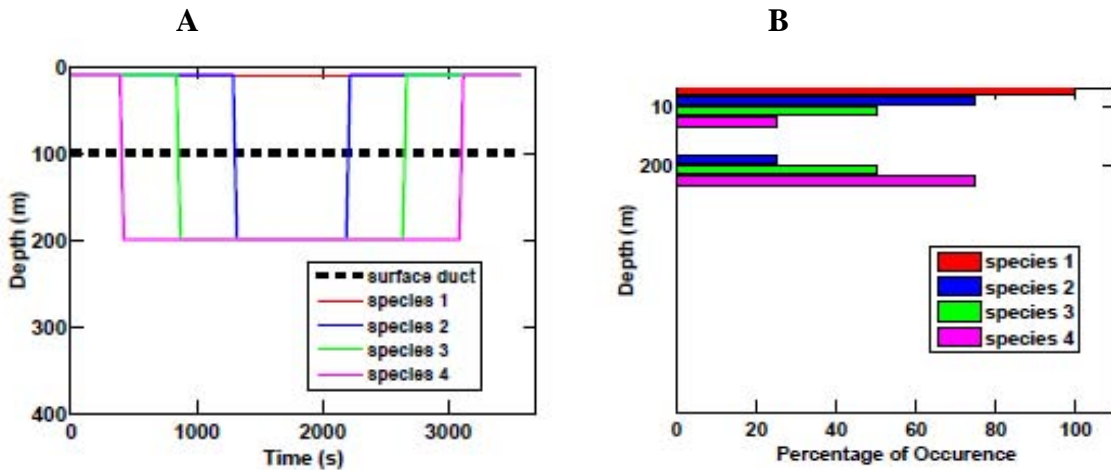 A
B
0
100
200
300
400
Depth (m)
surface duct
species 1
species 2
species 3
species 4
0
1000
2000
3000
Time (s)
10
200
Depth (m)
species 1
species 2
species 3
species 4
0
20
40
60
80
100
Percentage of Occurence